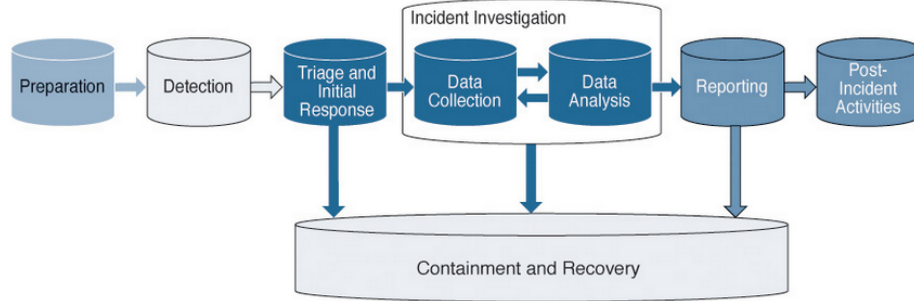 Incident Investigation
Preparation
Detection
Triage and
Initial
Response
Data
Collection
Data
Analysis
Reporting
Post-
Incident
Activities
Containment and Recovery